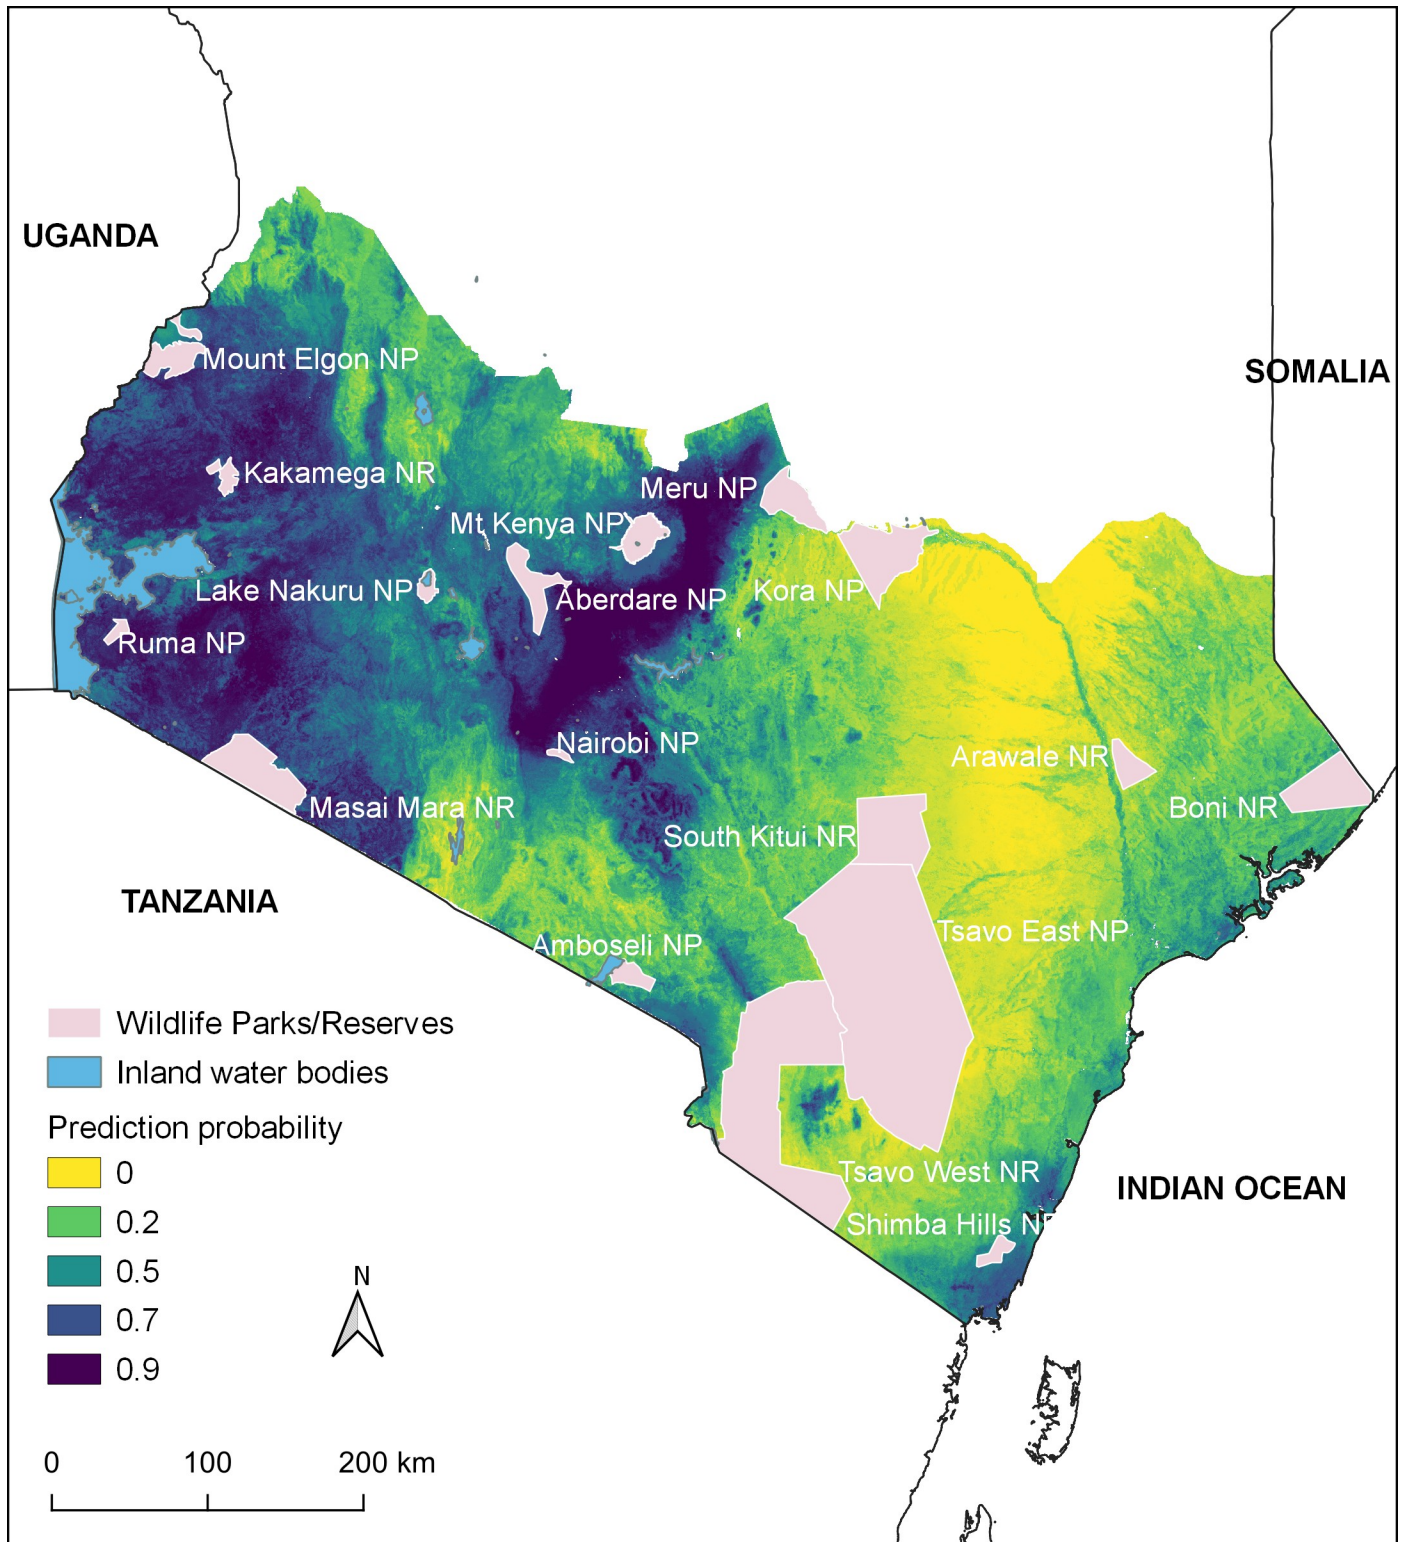 UGANDA
SOMALIA
Mount Elgon NP
Kakamega NR
Meru NP
Mt Kenya NP
Lake Nakuru NP
Aberdare NP
Kora NP
Ruma NP
Nairobi NP
Arawale NR
Masai Mara NR
Boni NR
South Kitui NR
TANZANIA
Tsavo East NP
Amboseli NP
Wildlife Parks/Reserves
Inland water bodies
Prediction probability
0
0.2
0.5
0.7
0.9
Tsavo West NR
INDIAN OCEAN
Shimba Hills NP
N
0 100 200 km